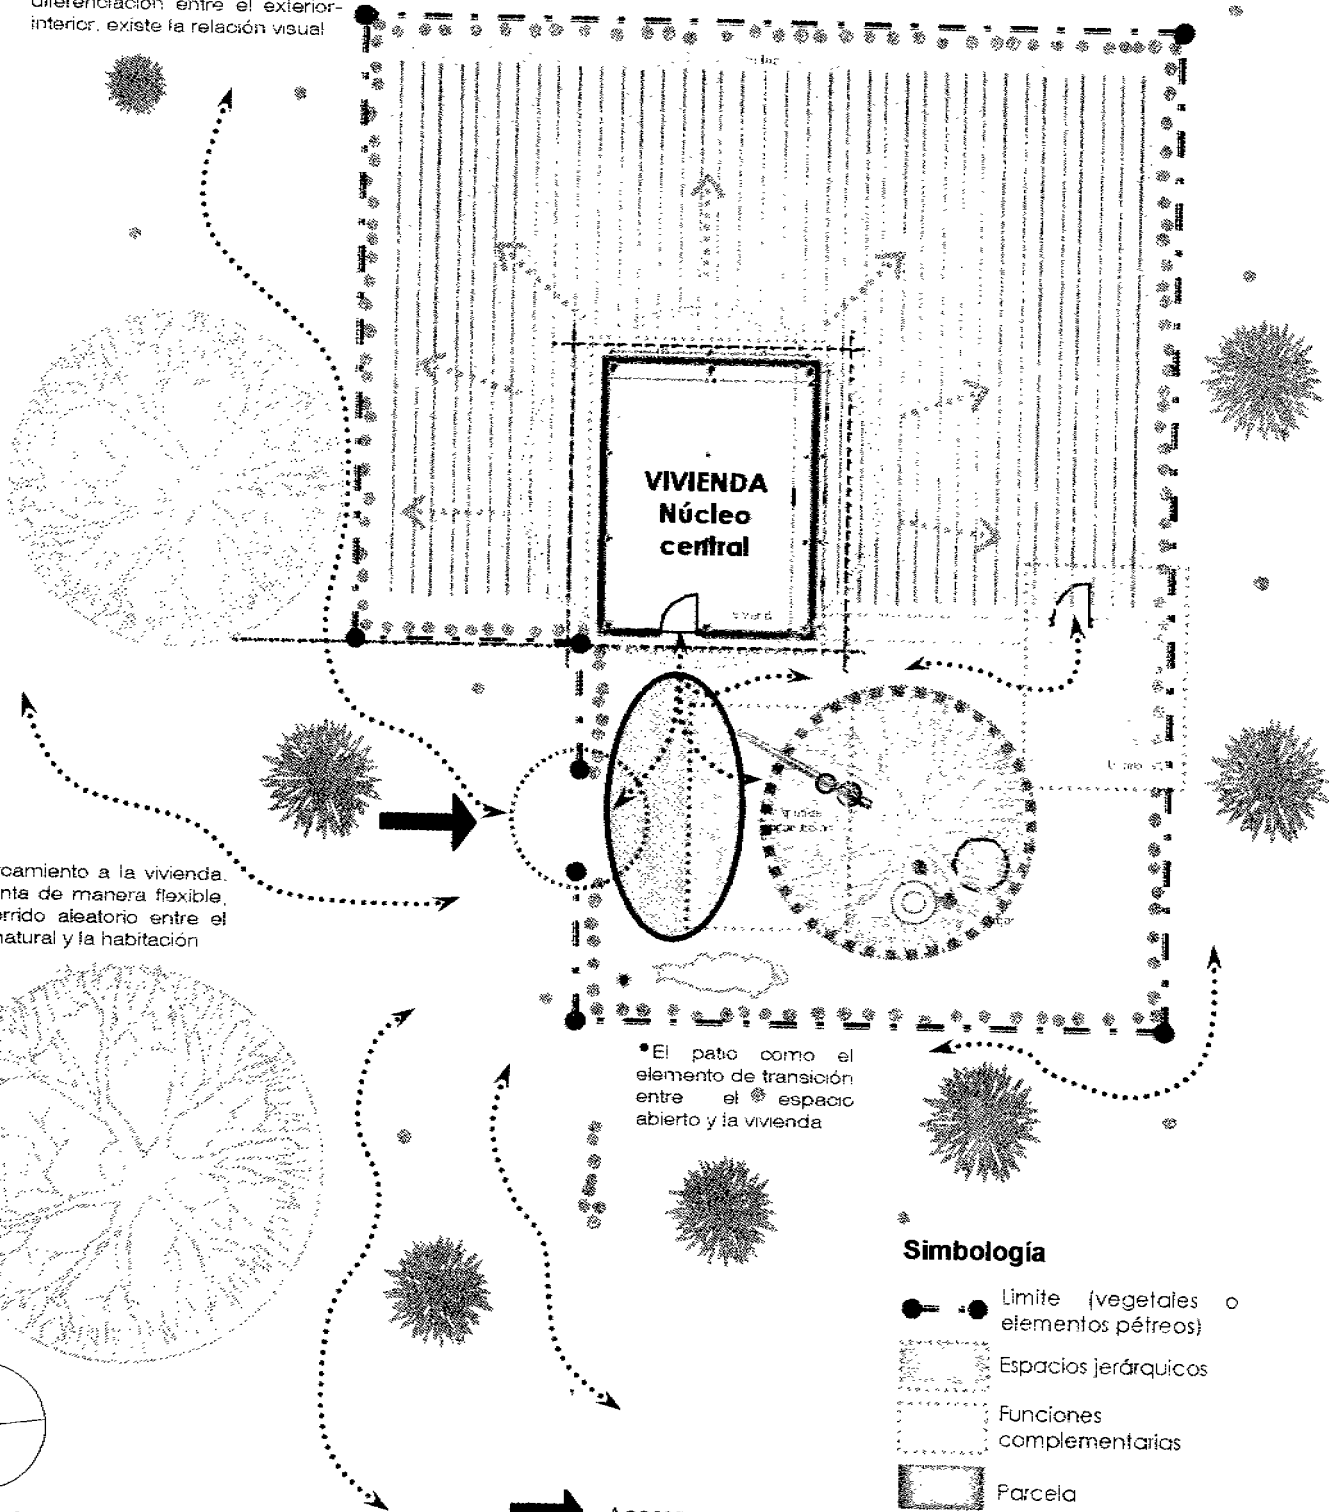 diferenciación entre el exterior-
interior, existe la relación visual
VIVIENDA
Núcleo
central
camiento a la vivienda.
nta de manera flexible,
rrido aleatorio entre el
natural y la habitación
*El patio como el
elemento de transición
entre el espacio
abierto y la vivienda
Simbología
Limite (vegetales o
elementos pétreos)
Espacios jerárquicos
Funciones
complementarias
Parcela